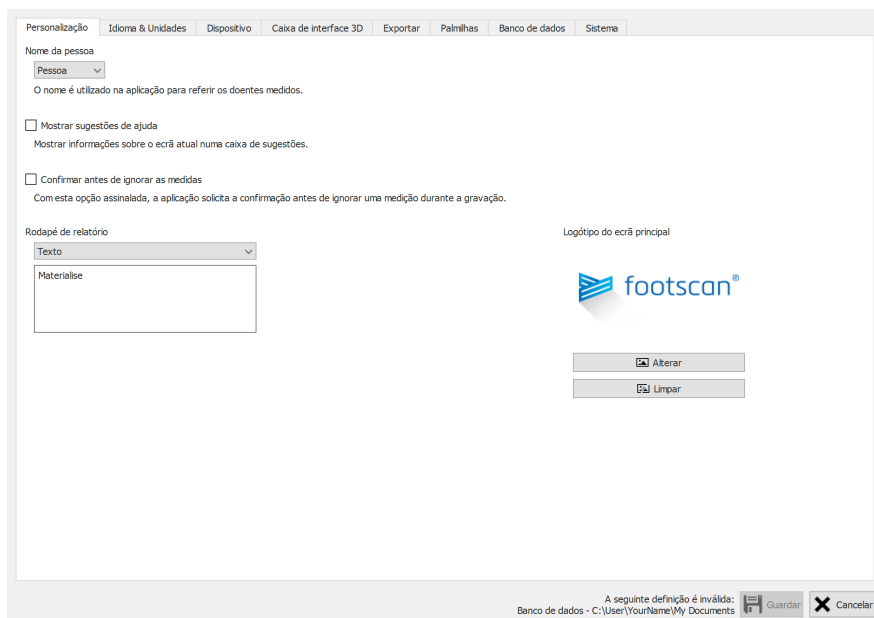 Personalização
Idioma & Unidades
Dispositivo
Caixa de interface 3D
Exportar
Palmilhas
Banco de dados
Sistema
Nome da pessoa
Pessoa
O nome é utilizado na aplicação para referir os doentes medidos.
Mostrar sugestões de ajuda
Mostrar informações sobre o ecrã atual numa caixa de sugestões.
Confirmar antes de ignorar as medidas
Com esta opção assinalada, a aplicação solicita a confirmação antes de ignorar uma medição durante a gravação.
Rodapé de relatório
Texto
Materialise
Logótipo do ecrã principal
footscan®
Alterar
Limpar
A seguinte definição é inválida:
Banco de dados - C:\User\YourName\My Documents
Guardar
Cancelar